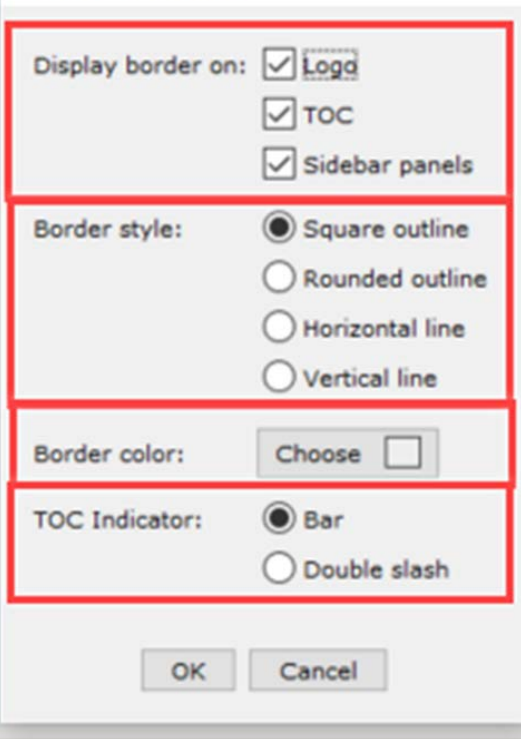 Display border on: Logo
TOC
Sidebar panels
Border style: Square outline
Rounded outline
Horizontal line
Vertical line
Border color: Choose
TOC Indicator: Bar
Double slash
OK Cancel